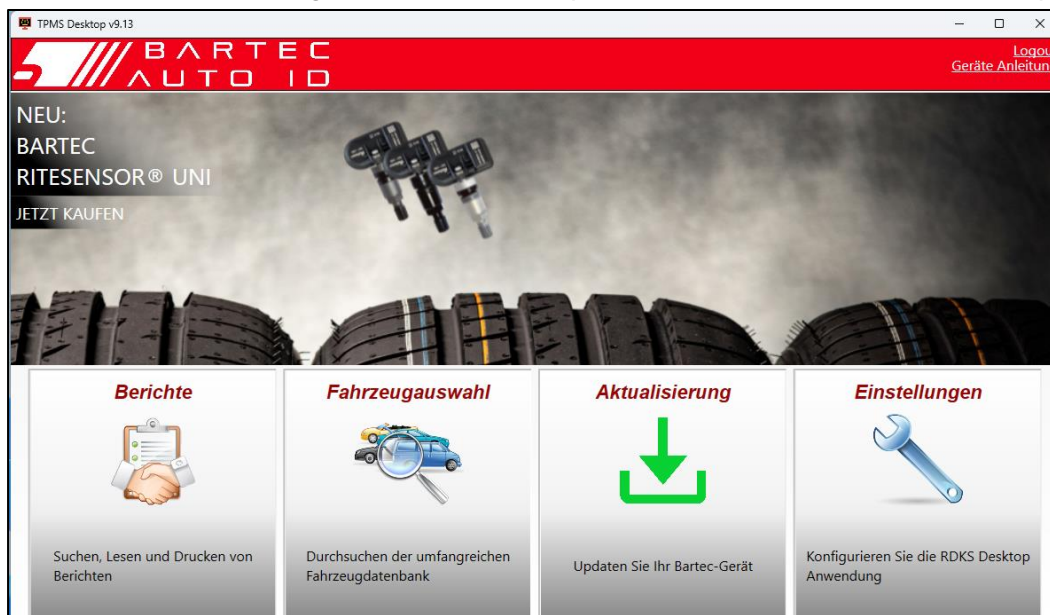 TPMS Desktop v9.13
BARTEC
AUTO ID
Logou
Geräte Anleitun
NEU:
BARTEC
RITESENSOR® UNI
JETZT KAUFEN
Berichte
Fahrzeugauswahl
Aktualisierung
Einstellungen
Suchen, Lesen und Drucken von
Berichten
Durchsuchen der umfangreichen
Fahrzeugdatenbank
Updaten Sie Ihr Bartec-Gerät
Konfigurieren Sie die RDKS Desktop
Anwendung